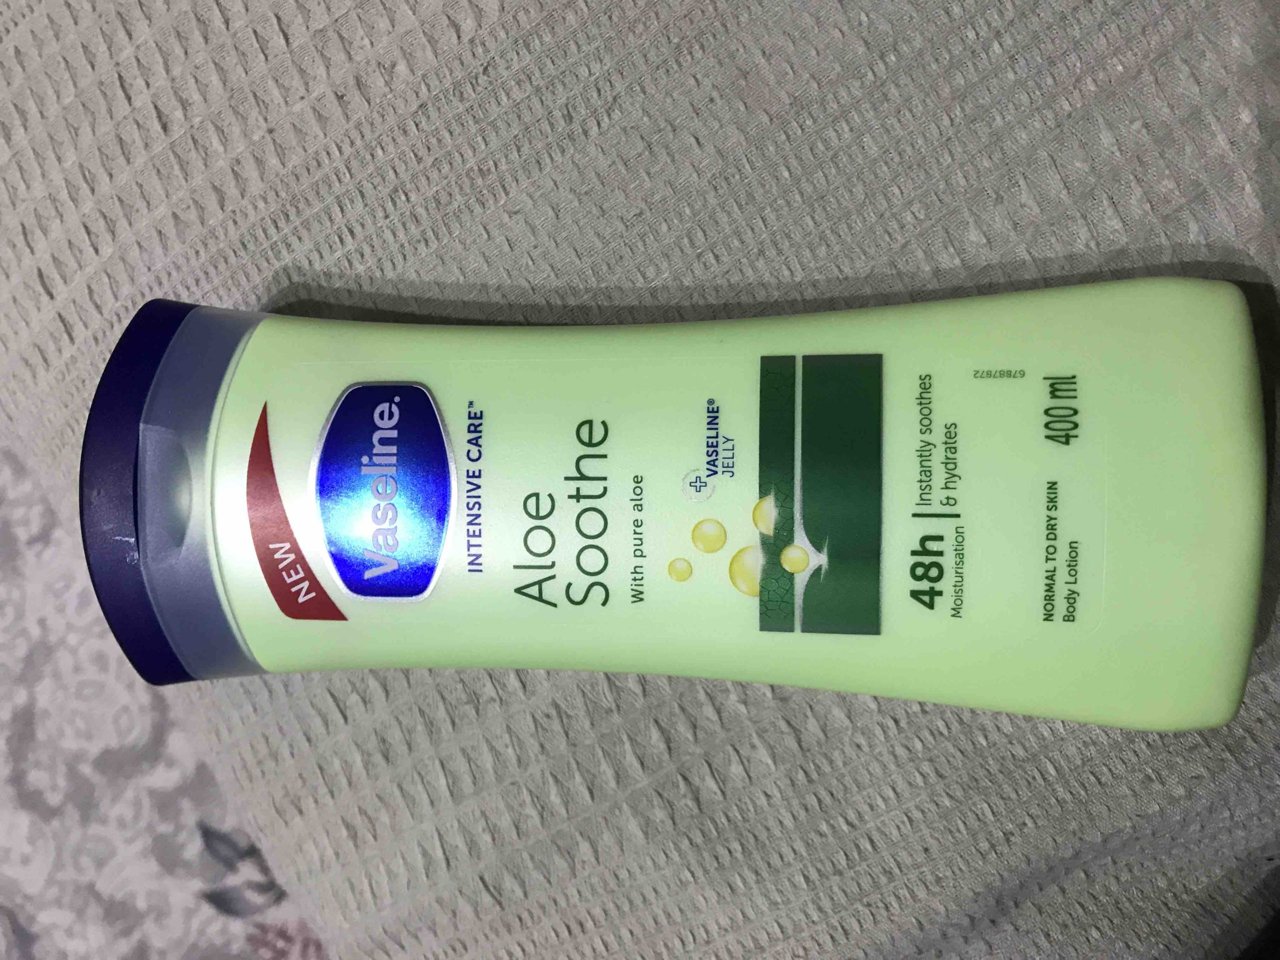 NEW
Vaseline.
INTENSIVE CARE™
Aloe
Soothe
With pure aloe
VASELINE®
JELLY
48h
Moisturisation
Instantly soothes
& hydrates
67887872
NORMAL TO DRY SKIN
Body Lotion
400 ml